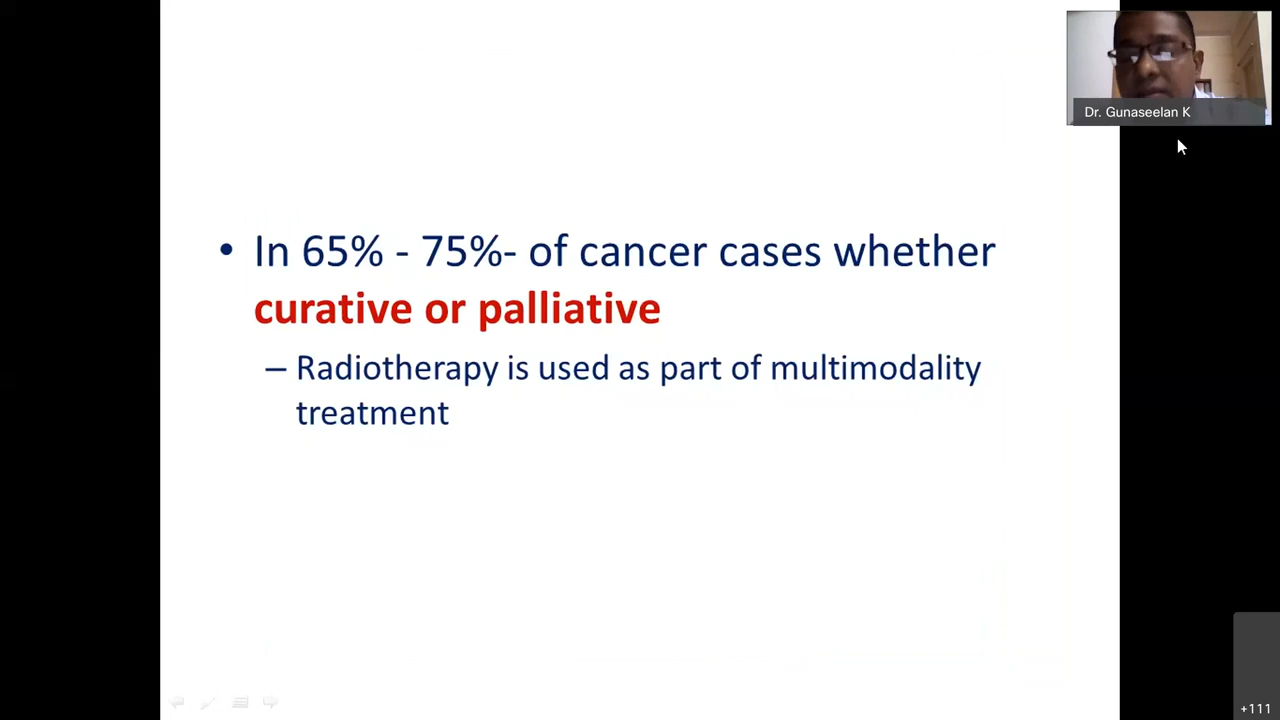 Dr. Gunaseelan K
• In 65% - 75%- of cancer cases whether
curative or palliative
– Radiotherapy is used as part of multimodality
treatment
+111